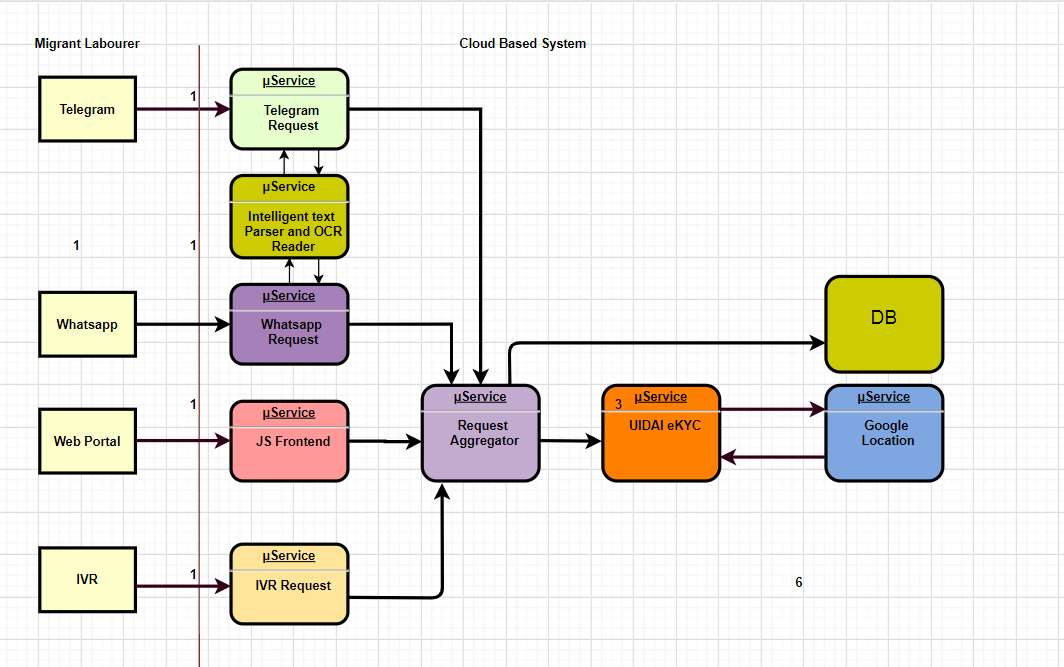 Migrant Labourer
Cloud Based System
Telegram
1
µService
Telegram
Request
µService
Intelligent text
Parser and OCR
Reader
1
1
Whatsapp
µService
Whatsapp
Request
DB
1
Web Portal
µService
JS Frontend
µService
Request
Aggregator
3
µService
UIDAI eKYC
µService
Google
Location
IVR
1
µService
IVR Request
6